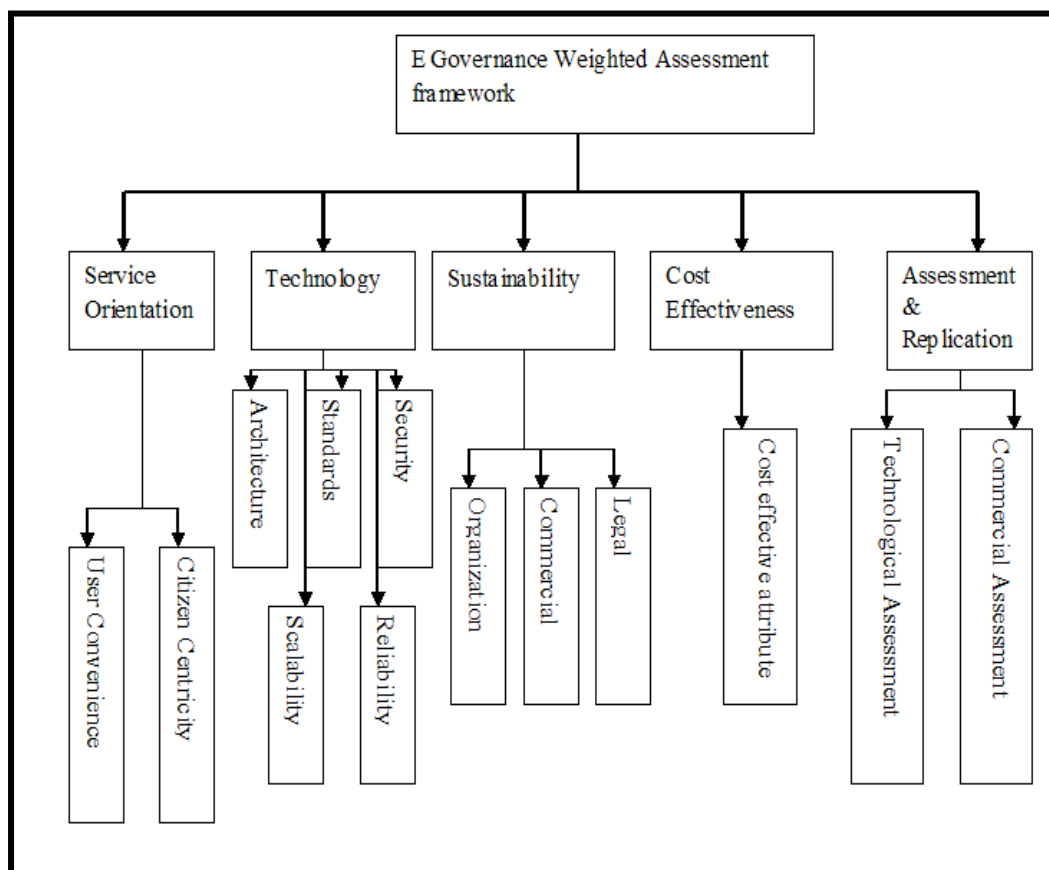 E Governance Weighted Assessment
framework
Service
Orientation
Technology
Sustainability
Cost
Effectiveness
Assessment
&
Replication
Architecture
Standards
Security
Scalability
Reliability
User Convenience
Citizen Centricity
Organization
Commercial
Legal
Cost effective attribute
Technological Assessment
Commercial Assessment